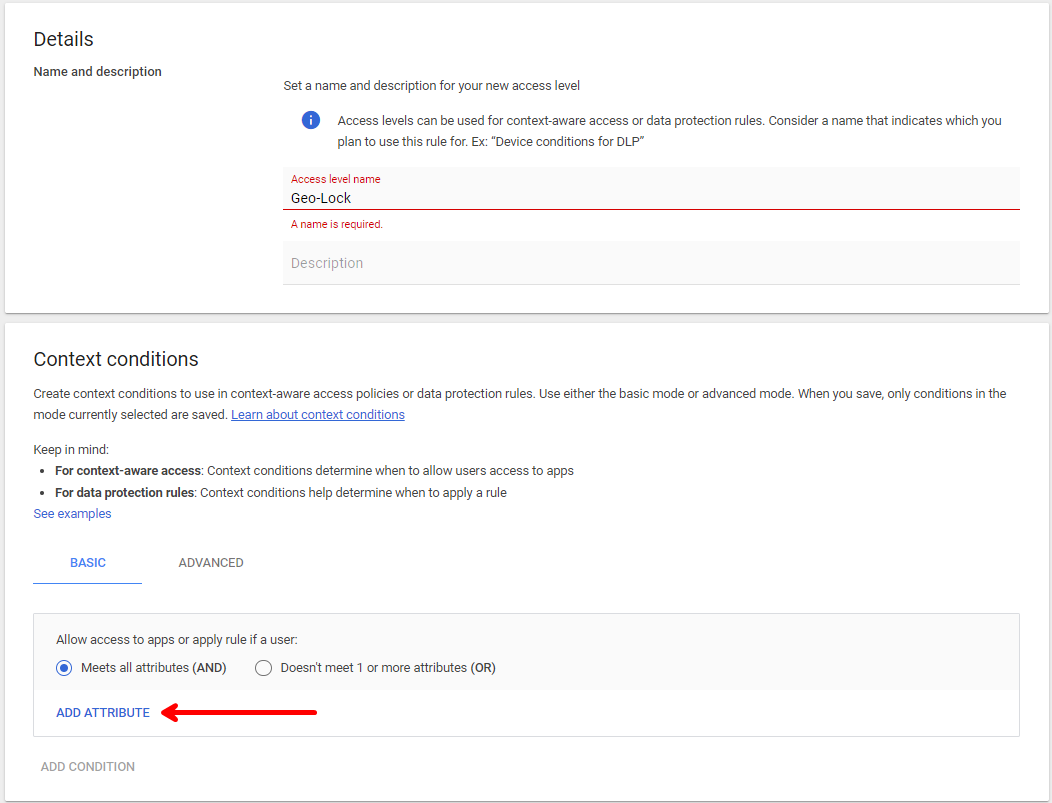 Details
Name and description
Set a name and description for your new access level
Access levels can be used for context-aware access or data protection rules. Consider a name that indicates which you
plan to use this rule for. Ex: “Device conditions for DLP”
Access level name
Geo-Lock
A name is required.
Description
Context conditions
Create context conditions to use in context-aware access policies or data protection rules. Use either the basic mode or advanced mode. When you save, only conditions in the
mode currently selected are saved. Learn about context conditions
Keep in mind:
• For context-aware access: Context conditions determine when to allow users access to apps
• For data protection rules: Context conditions help determine when to apply a rule
See examples
BASIC ADVANCED
Allow access to apps or apply rule if a user:
Meets all attributes (AND) Doesn't meet 1 or more attributes (OR)
ADD ATTRIBUTE
ADD CONDITION